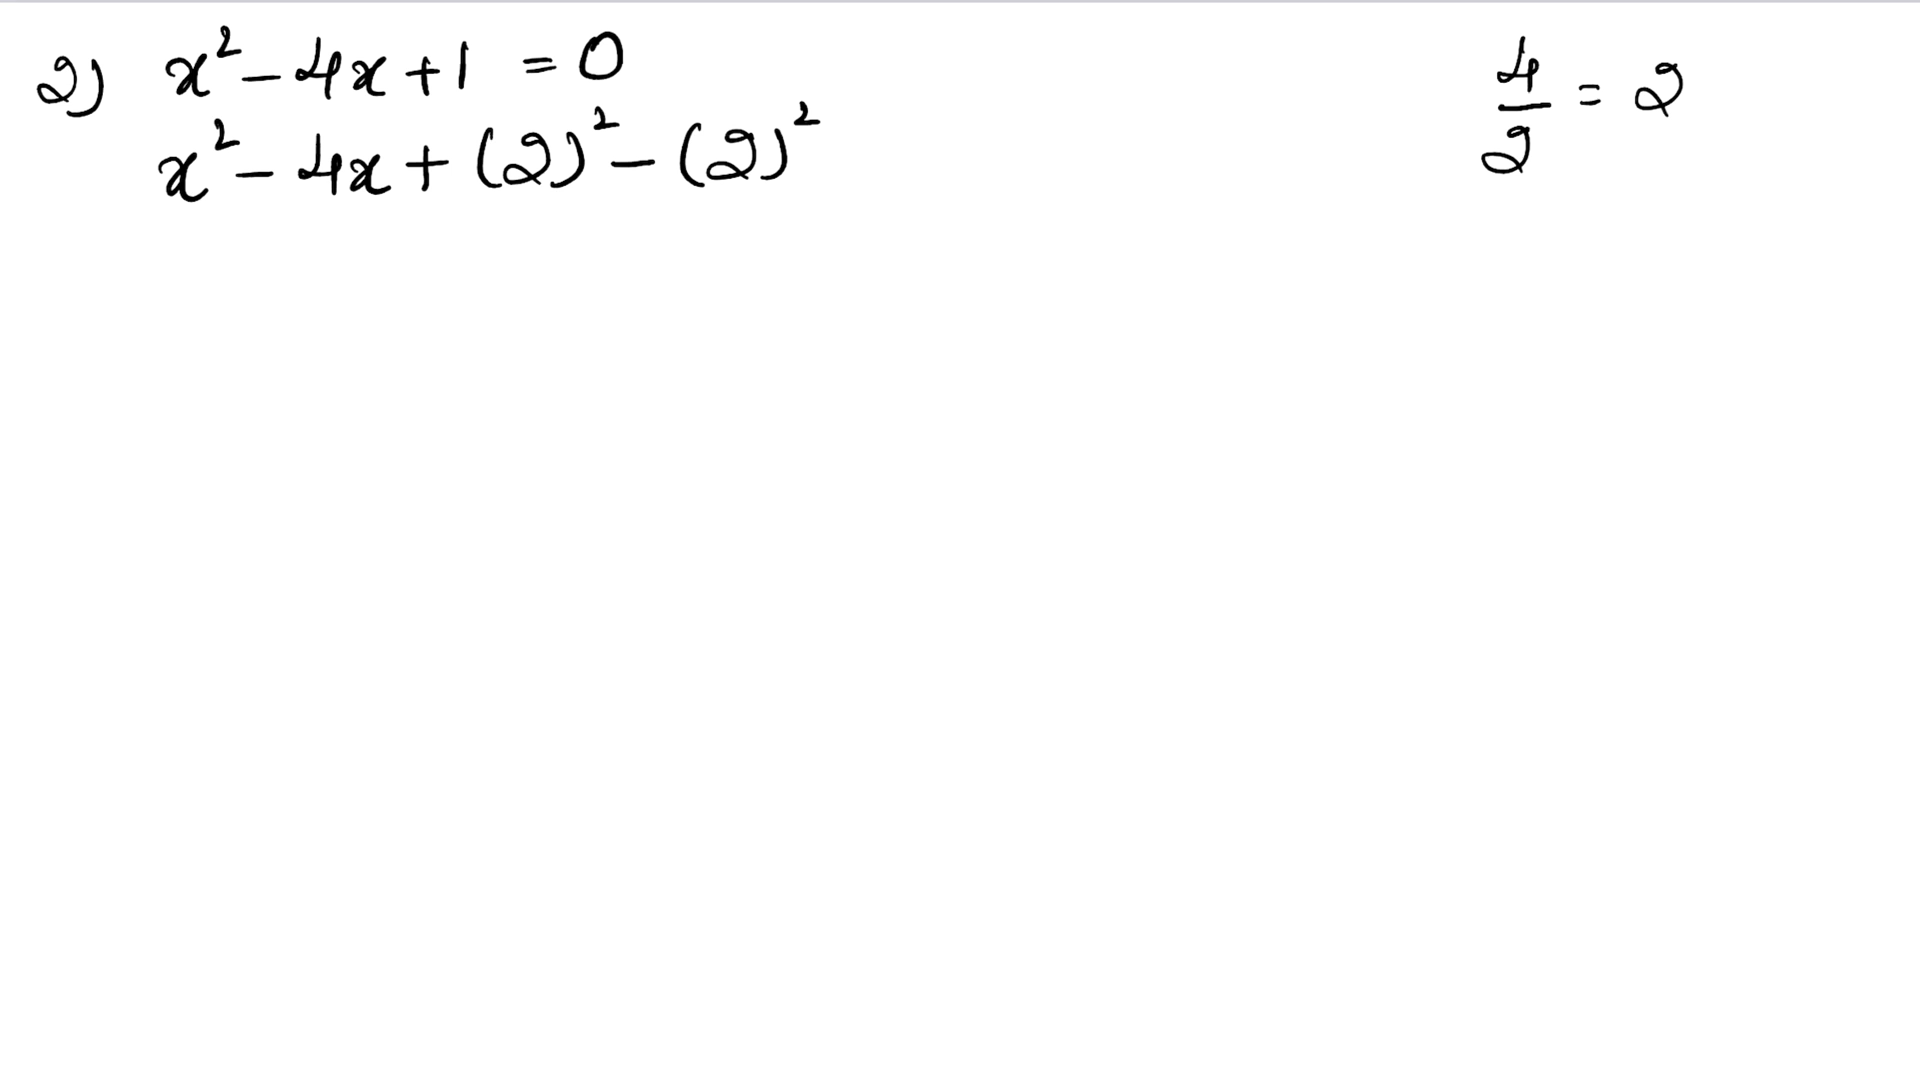 2) x² - 4x + 1 = 0
x² - 4x + (2)² - (2)²
4/2 = 2